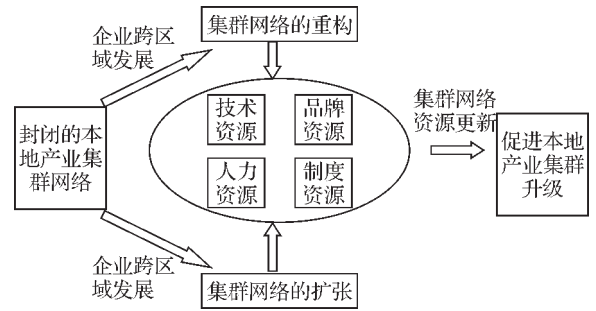 企业跨区
域发展
集群网络的重构
封闭的本
地产业集
群网络
技术
资源
品牌
资源
人力
资源
制度
资源
集群网络
资源更新
促进本地
产业集群
升级
企业跨区
域发展
集群网络的扩张